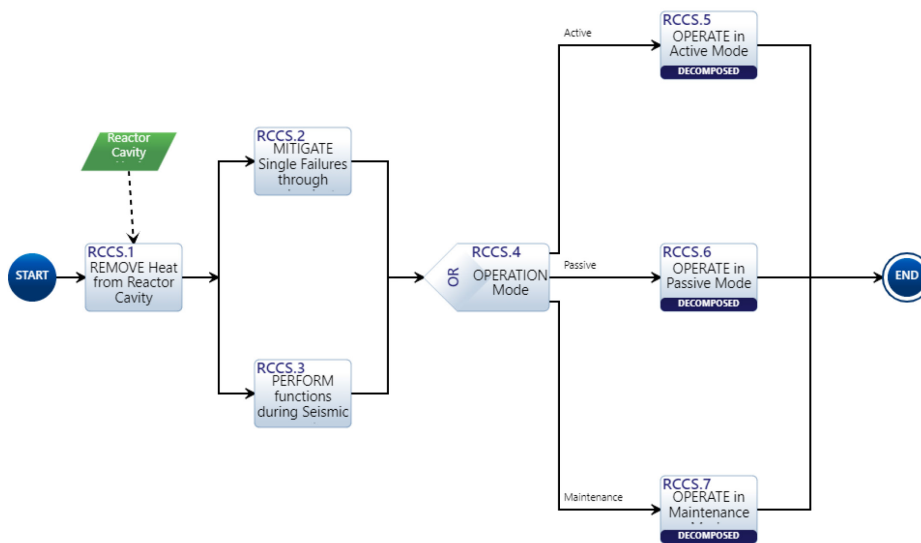 START
Reactor
Cavity
RCCS.1
REMOVE Heat
from Reactor
Cavity
RCCS.2
MITIGATE
Single Failures
through
RCCS.3
PERFORM
functions
during Seismic
OR
RCCS.4
OPERATION
Mode
Active
RCCS.5
OPERATE in
Active Mode
DECOMPOSED
Passive
RCCS.6
OPERATE in
Passive Mode
DECOMPOSED
Maintenance
RCCS.7
OPERATE in
Maintenance
DECOMPOSED
END